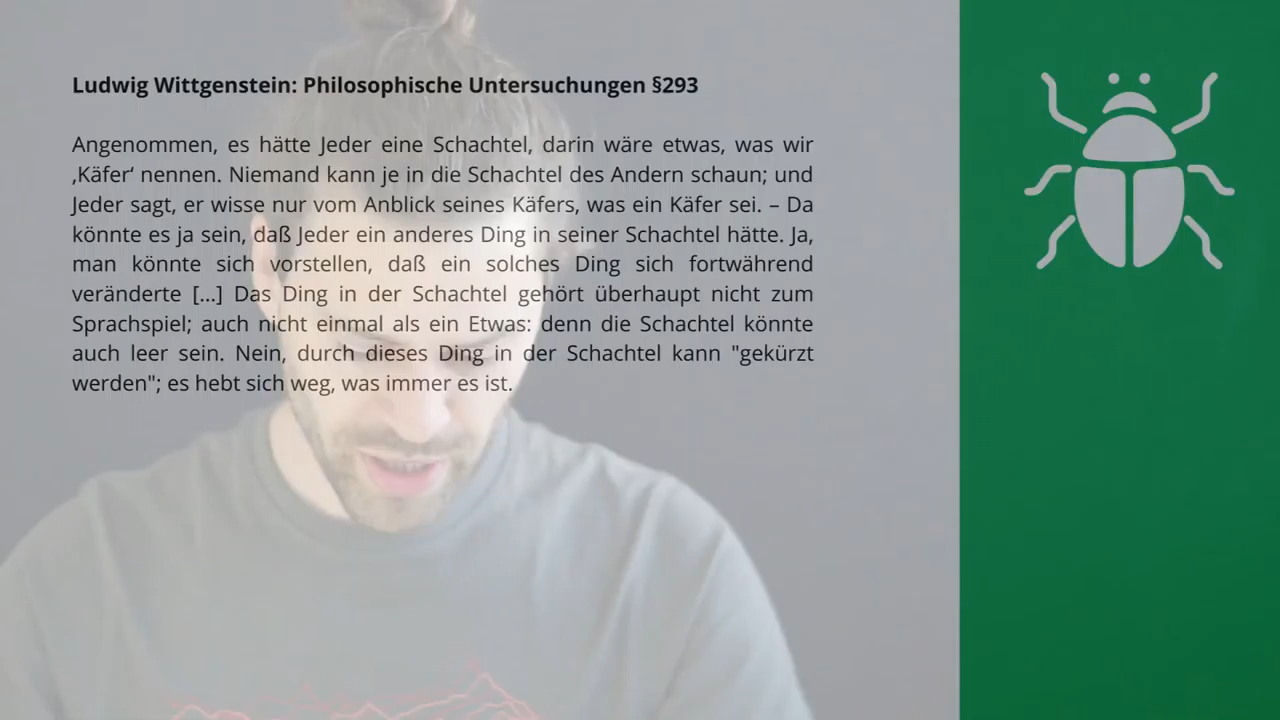 Ludwig Wittgenstein: Philosophische Untersuchungen §293
Angenommen, es hätte Jeder eine Schachtel, darin wäre etwas, was wir
‚Käfer‘ nennen. Niemand kann je in die Schachtel des Andern schaun; und
Jeder sagt, er wisse nur vom Anblick seines Käfers, was ein Käfer sei. – Da
könnte es ja sein, daß Jeder ein anderes Ding in seiner Schachtel hätte. Ja,
man könnte sich vorstellen, daß ein solches Ding sich fortwährend
veränderte [...] Das Ding in der Schachtel gehört überhaupt nicht zum
Sprachspiel; auch nicht einmal als ein Etwas: denn die Schachtel könnte
auch leer sein. Nein, durch dieses Ding in der Schachtel kann "gekürzt
werden"; es hebt sich weg, was immer es ist.